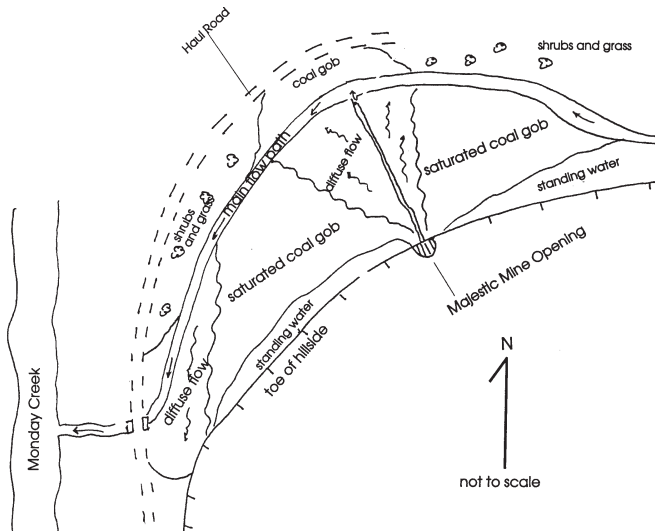 Haul Road
shrubs and grass
coal gob
saturated coal gob
standing water
diffuse flow
main flow path
shrubs
and grass
saturated coal gob
Majestic Mine Opening
standing water
toe of hillside
diffuse flow
Monday Creek
N
not to scale